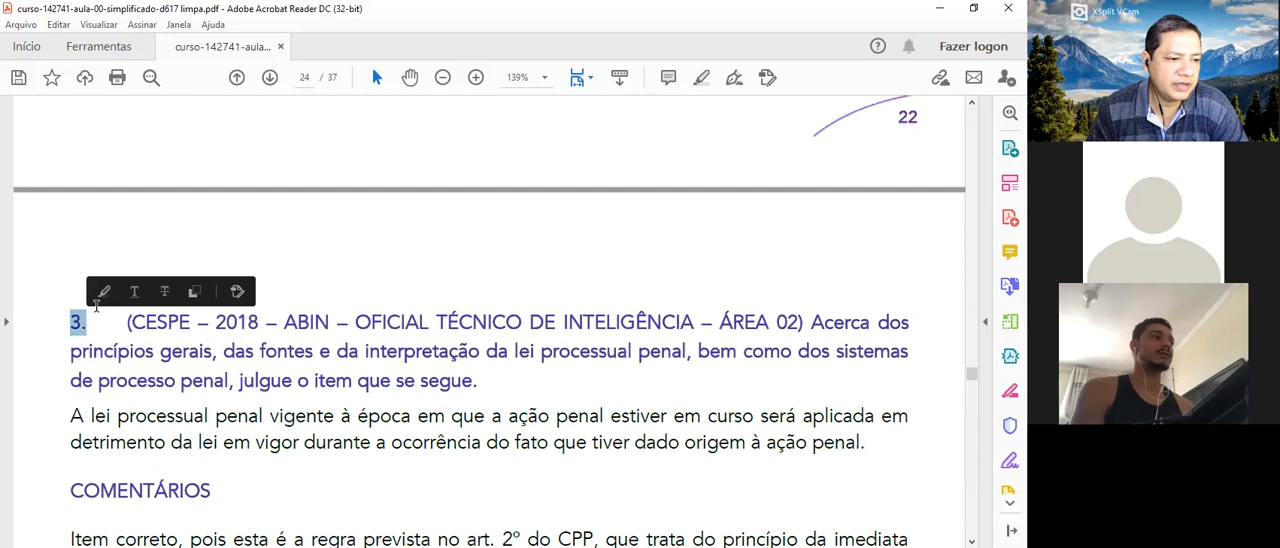 curso-142741-aula-00-simplificado-d617 limpa.pdf - Adobe Acrobat Reader DC (32-bit)
Arquivo Editar Visualizar Assinar Janela Ajuda
Início Ferramentas curso-142741-aula... × Fazer logon
24 / 37 139%
22
3. (CESPE – 2018 – ABIN – OFICIAL TÉCNICO DE INTELIGÊNCIA – ÁREA 02) Acerca dos
princípios gerais, das fontes e da interpretação da lei processual penal, bem como dos sistemas
de processo penal, julgue o item que se segue.
A lei processual penal vigente à época em que a ação penal estiver em curso será aplicada em
detrimento da lei em vigor durante a ocorrência do fato que tiver dado origem à ação penal.
COMENTÁRIOS
Item correto, pois esta é a regra prevista no art. 2º do CPP, que trata do princípio da imediata
XSplit VCam